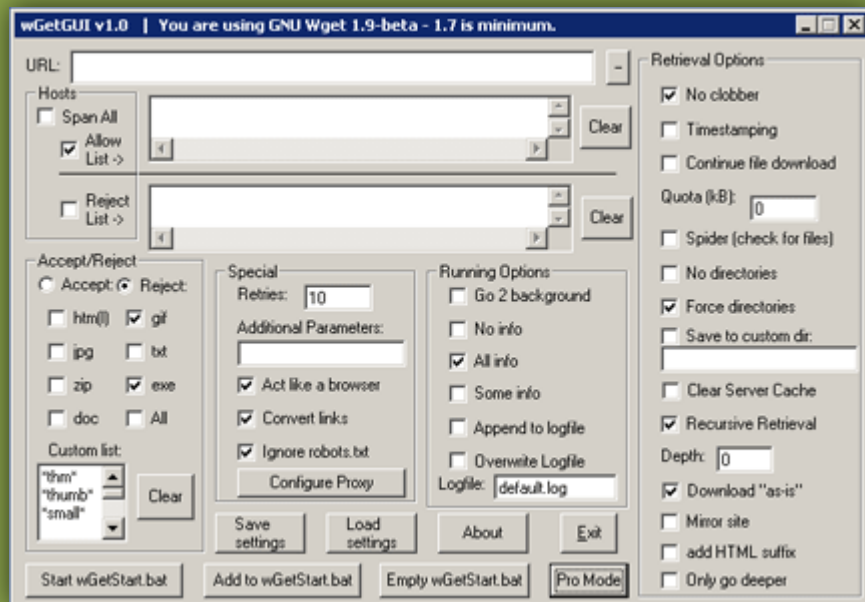 wGetGUI v1.0 | You are using GNU Wget 1.9-beta - 1.7 is minimum.
URL:
-
Hosts
Span All
Allow
List ->
Clear
Reject
List ->
Clear
Accept/Reject
Accept: Reject:
htm(l) gif
jpg txt
zip exe
doc All
Custom list:
*thm*
*thumb*
*small*
Clear
Special
Retries: 10
Additional Parameters:
Act like a browser
Convert links
Ignore robots.txt
Configure Proxy
Running Options
Go 2 background
No info
All info
Some info
Append to logfile
Overwrite Logfile
Logfile: default.log
Retrieval Options
No clobber
Timestamping
Continue file download
Quota (kB): 0
Spider (check for files)
No directories
Force directories
Save to custom dir:
Clear Server Cache
Recursive Retrieval
Depth: 0
Download "as-is"
Mirror site
add HTML suffix
Only go deeper
Save
settings
Load
settings
About
Exit
Start wGetStart.bat
Add to wGetStart.bat
Empty wGetStart.bat
Pro Mode